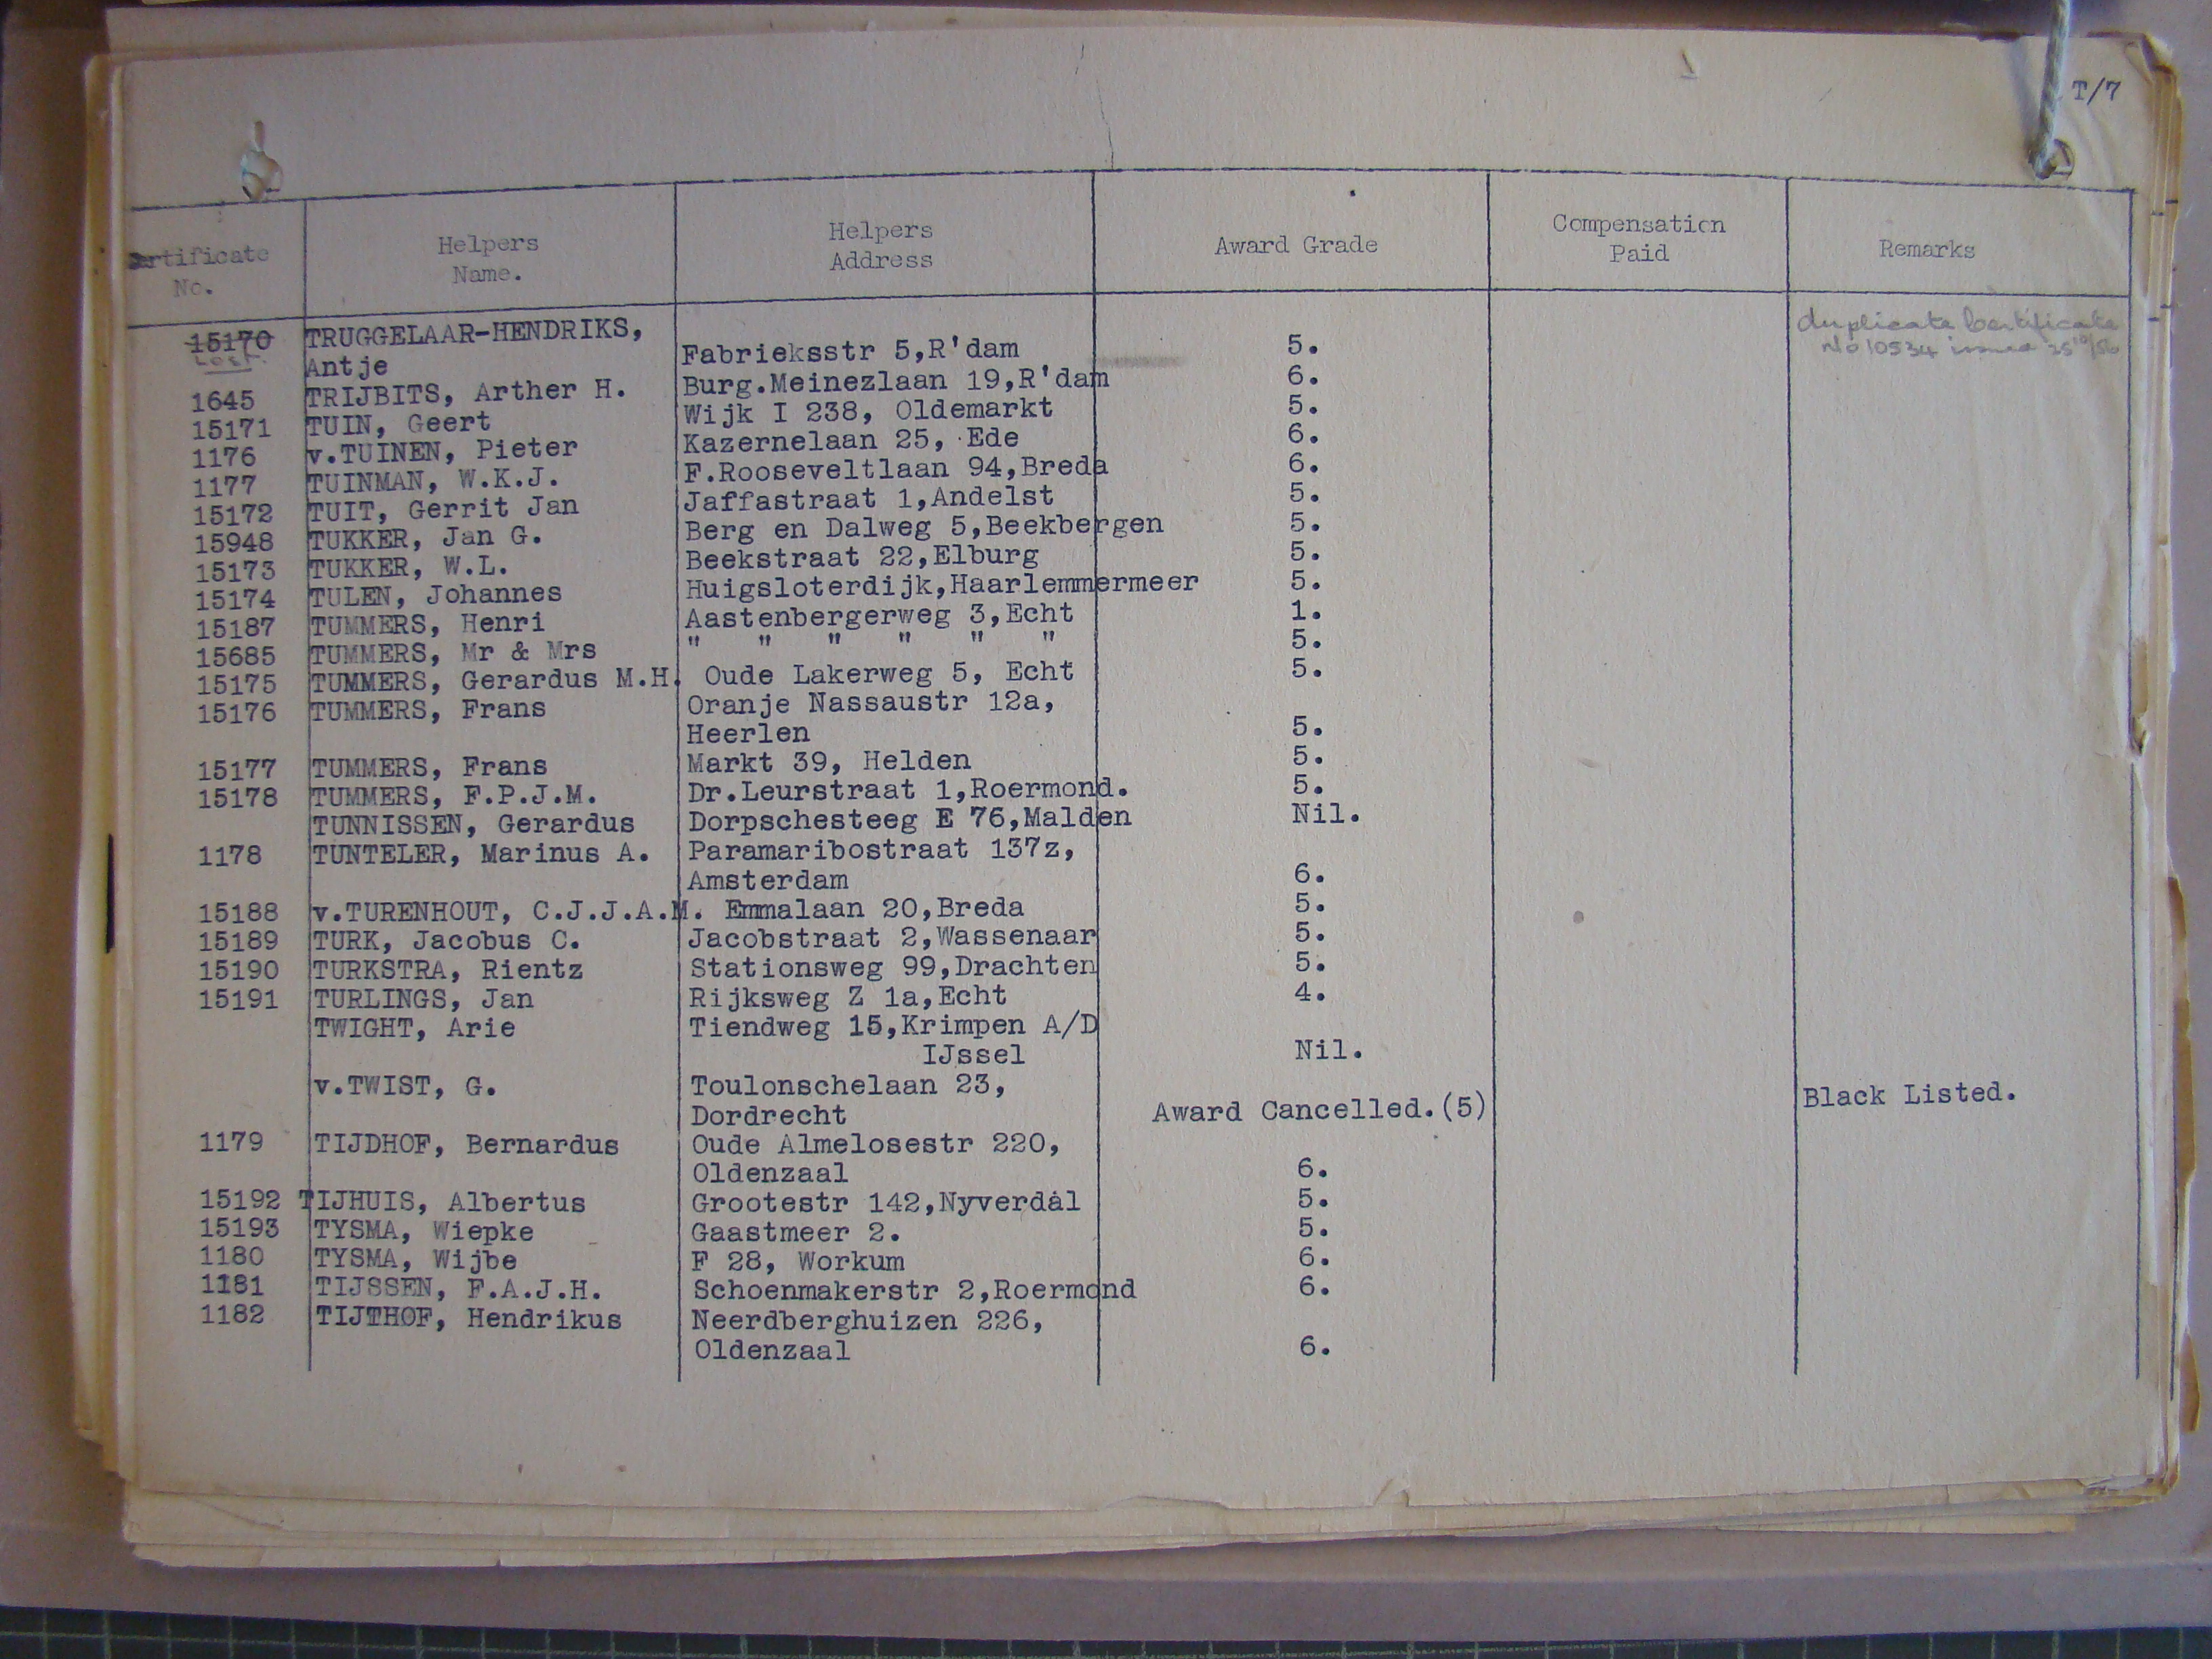 T/7
Certificate No. Helpers Name. Helpers Address Award Grade Compensation Paid Remarks
15170 TRUGGELAAR-HENDRIKS, duplicate Certificate
Lost. Antje Fabrieksstr 5,R'dam 5. No 10534 issued
1645 TRIJBITS, Arther H. Burg.Meinezlaan 19,R'dam 6.
15171 TUIN, Geert Wijk I 238, Oldemarkt 5.
1176 v.TUINEN, Pieter Kazernelaan 25, Ede 6.
1177 TUINMAN, W.K.J. F.Rooseveltlaan 94,Breda 6.
15172 TUIT, Gerrit Jan Jaffastraat 1,Andelst 5.
15948 TUKKER, Jan G. Berg en Dalweg 5,Beekbergen 5.
15173 TUKKER, W.L. Beekstraat 22,Elburg 5.
15174 TULEN, Johannes Huigsloterdijk,Haarlemmermeer 5.
15187 TUMMERS, Henri Aastenbergerweg 3,Echt 1.
15685 TUMMERS, Mr & Mrs " " " " " " 5.
15175 TUMMERS, Gerardus M.H. Oude Lakerweg 5, Echt 5.
15176 TUMMERS, Frans Oranje Nassaustr 12a,
Heerlen 5.
15177 TUMMERS, Frans Markt 39, Helden 5.
15178 TUMMERS, F.P.J.M. Dr.Leurstraat 1,Roermond. 5.
TUNNISSEN, Gerardus Dorpschesteeg E 76,Malden Nil.
1178 TUNTELER, Marinus A. Paramaribostraat 137z,
Amsterdam 6.
15188 v.TURENHOUT, C.J.J.A.M. Emmalaan 20,Breda 5.
15189 TURK, Jacobus C. Jacobstraat 2,Wassenaar 5.
15190 TURKSTRA, Rientz Stationsweg 99,Drachten 5.
15191 TURLINGS, Jan Rijksweg Z 1a,Echt 4.
TWIGHT, Arie Tiendweg 15,Krimpen A/D
IJssel Nil.
v.TWIST, G. Toulonschelaan 23,
Dordrecht Award Cancelled.(5) Black Listed.
1179 TIJDHOF, Bernardus Oude Almelosestr 220,
Oldenzaal 6.
15192 TIJHUIS, Albertus Grootestr 142,Nyverdal 5.
15193 TYSMA, Wiepke Gaastmeer 2. 5.
1180 TYSMA, Wijbe F 28, Workum 6.
1181 TIJSSEN, F.A.J.H. Schoenmakerstr 2,Roermond 6.
1182 TIJTHOF, Hendrikus Neerdberghuizen 226,
Oldenzaal 6.